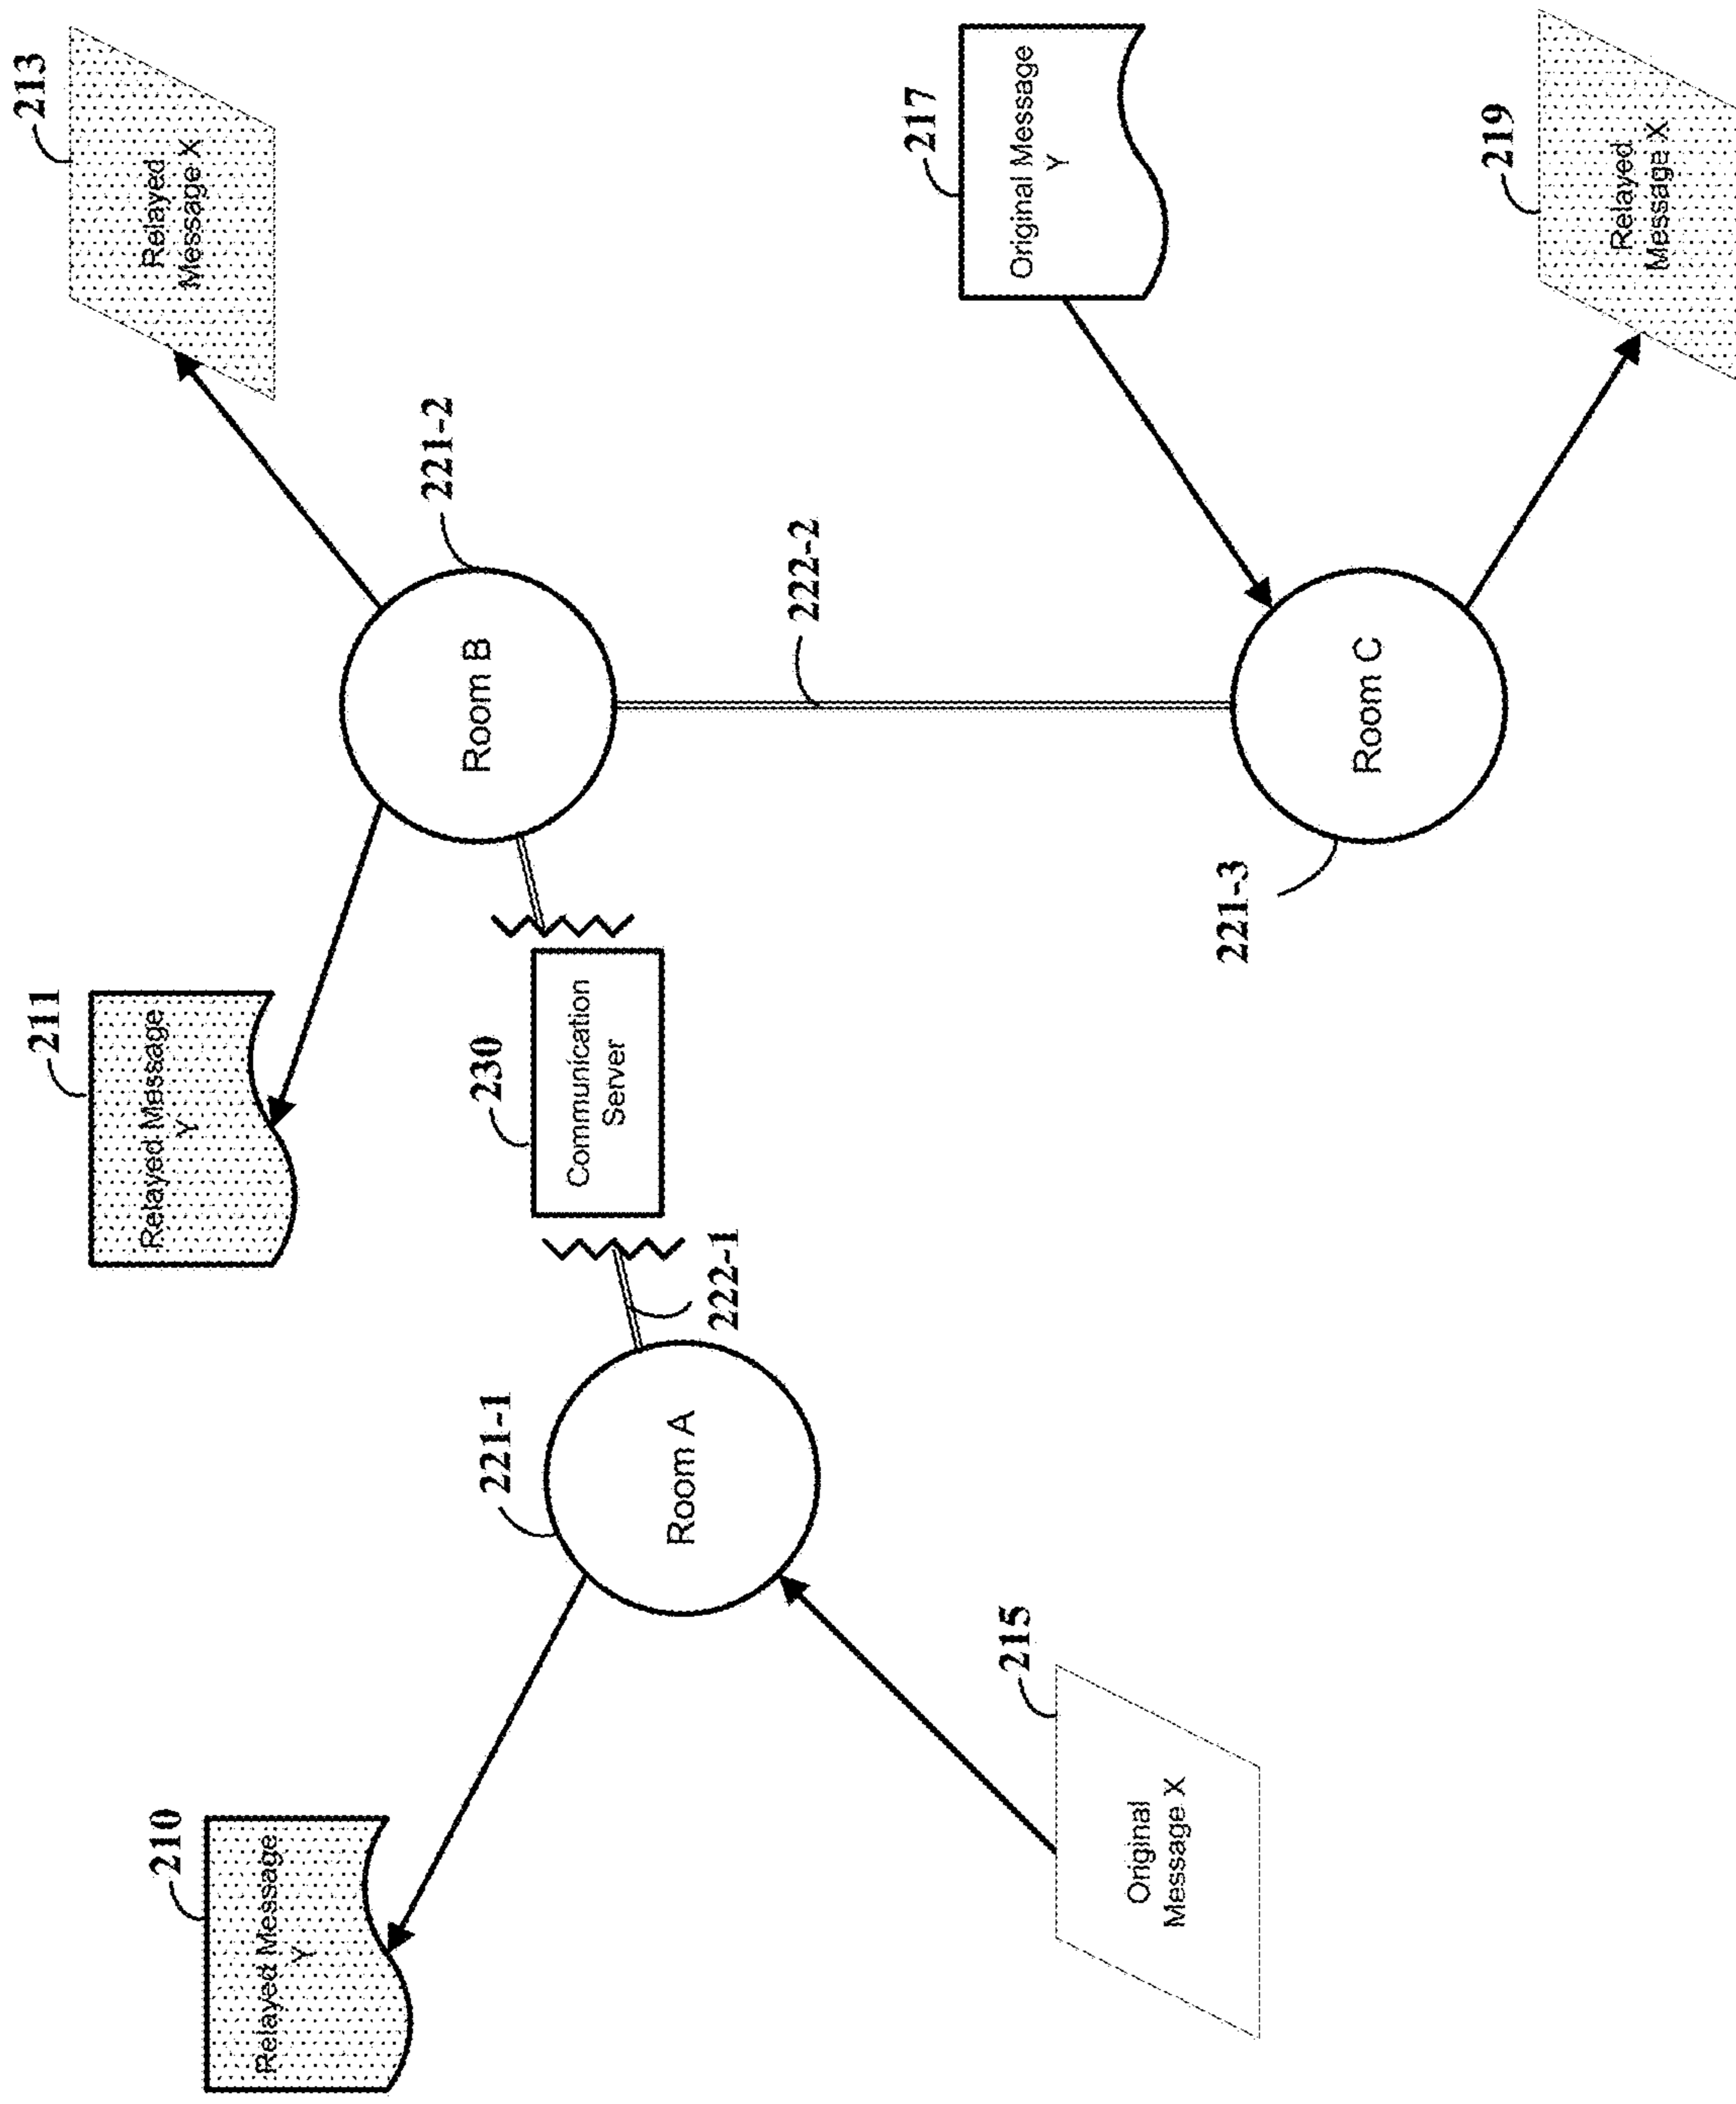 210
Relayed Message
Y
211
Relayed Message
Y
213
Relayed
Message X
221-1
Room A
222-1
230
Communication
Server
221-2
Room B
222-2
215
Original
Message X
217
Original Message
Y
221-3
Room C
219
Relayed
Message X